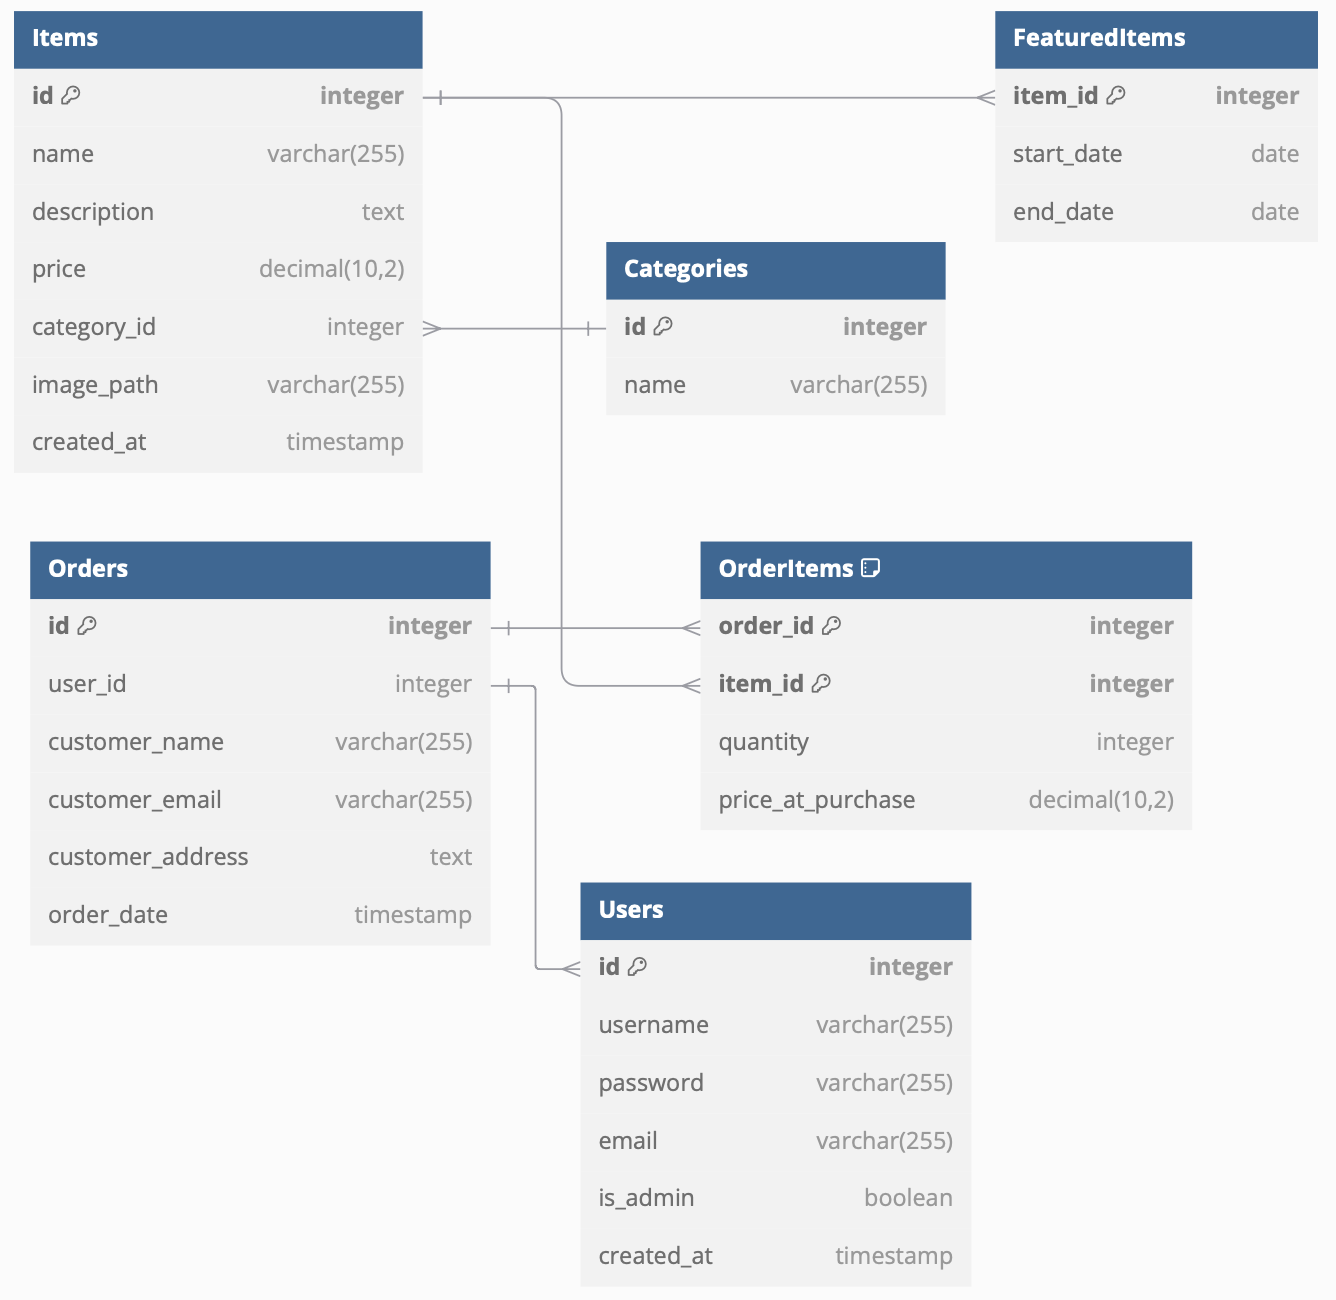 Items
id integer
name varchar(255)
description text
price decimal(10,2)
category_id integer
image_path varchar(255)
created_at timestamp
FeaturedItems
item_id integer
start_date date
end_date date
Categories
id integer
name varchar(255)
Orders
id integer
user_id integer
customer_name varchar(255)
customer_email varchar(255)
customer_address text
order_date timestamp
OrderItems
order_id integer
item_id integer
quantity integer
price_at_purchase decimal(10,2)
Users
id integer
username varchar(255)
password varchar(255)
email varchar(255)
is_admin boolean
created_at timestamp